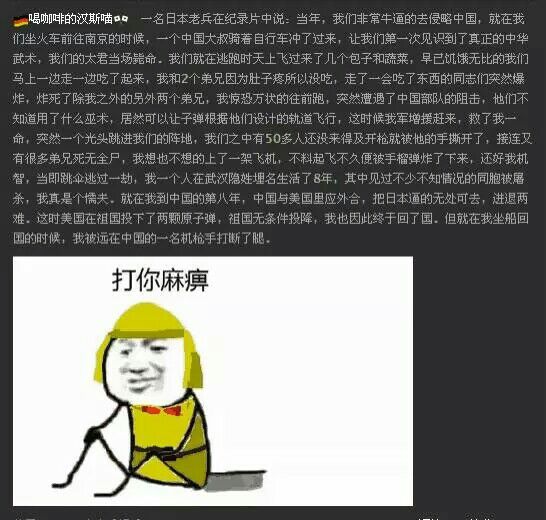 喝咖啡的汉斯喵 一名日本老兵在纪录片中说：当年，我们非常牛逼的去侵略中国，就在我
们坐火车前往南京的时候，一个中国大叔骑着自行车冲了过来，让我们第一次见识到了真正的中华
武术，我们的太君当场毙命。我们就在逃跑时天上飞过来了几个包子和蔬菜，早已饥饿无比的我们
马上一边走一边吃了起来，我和2个弟兄因为肚子疼所以没吃，走了一会吃了东西的同志们突然爆
炸，炸死了除我之外的另外两个弟兄，我惊恐万状的往前跑，突然遭遇了中国部队的阻击，他们不
知道用了什么巫术，居然可以让子弹根据他们设计的轨道飞行，这时候我军增援赶来，救了我一
命，突然一个光头跳进我们的阵地，我们之中有50多人还没来得及开枪就被他的手撕开了，接连又
有很多弟兄死无全尸，我想也不想的上了一架飞机，不料起飞不久便被手榴弹炸了下来，还好我机
智，当即跳伞逃过一劫，我一个人在武汉隐姓埋名生活了8年，其中见过不少不知情况的同胞被屠
杀，我真是个懦夫。就在我到中国的第八年，中国与美国里应外合，把日本逼的无处可去，进退两
难。这时美国在祖国投下了两颗原子弹，祖国无条件投降，我也因此终于回了国。但就在我坐船回
国的时候，我被远在中国的一名机枪手打断了腿。
打你麻痹